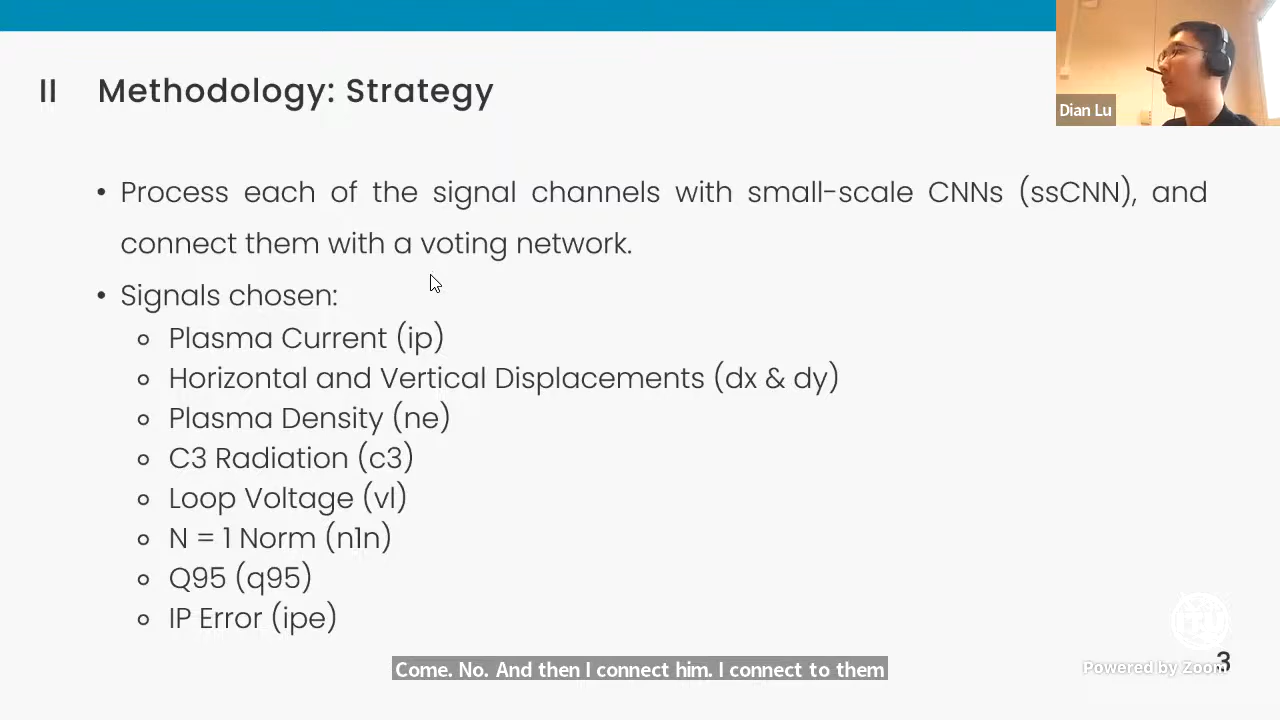 II Methodology: Strategy
Dian Lu
• Process each of the signal channels with small-scale CNNs (ssCNN), and
connect them with a voting network.
• Signals chosen:
Plasma Current (ip)
Horizontal and Vertical Displacements (dx & dy)
Plasma Density (ne)
C3 Radiation (c3)
Loop Voltage (vl)
N = 1 Norm (n1n)
Q95 (q95)
IP Error (ipe)
Come. No. And then I connect him. I connect to them
Powered by Zoom
3